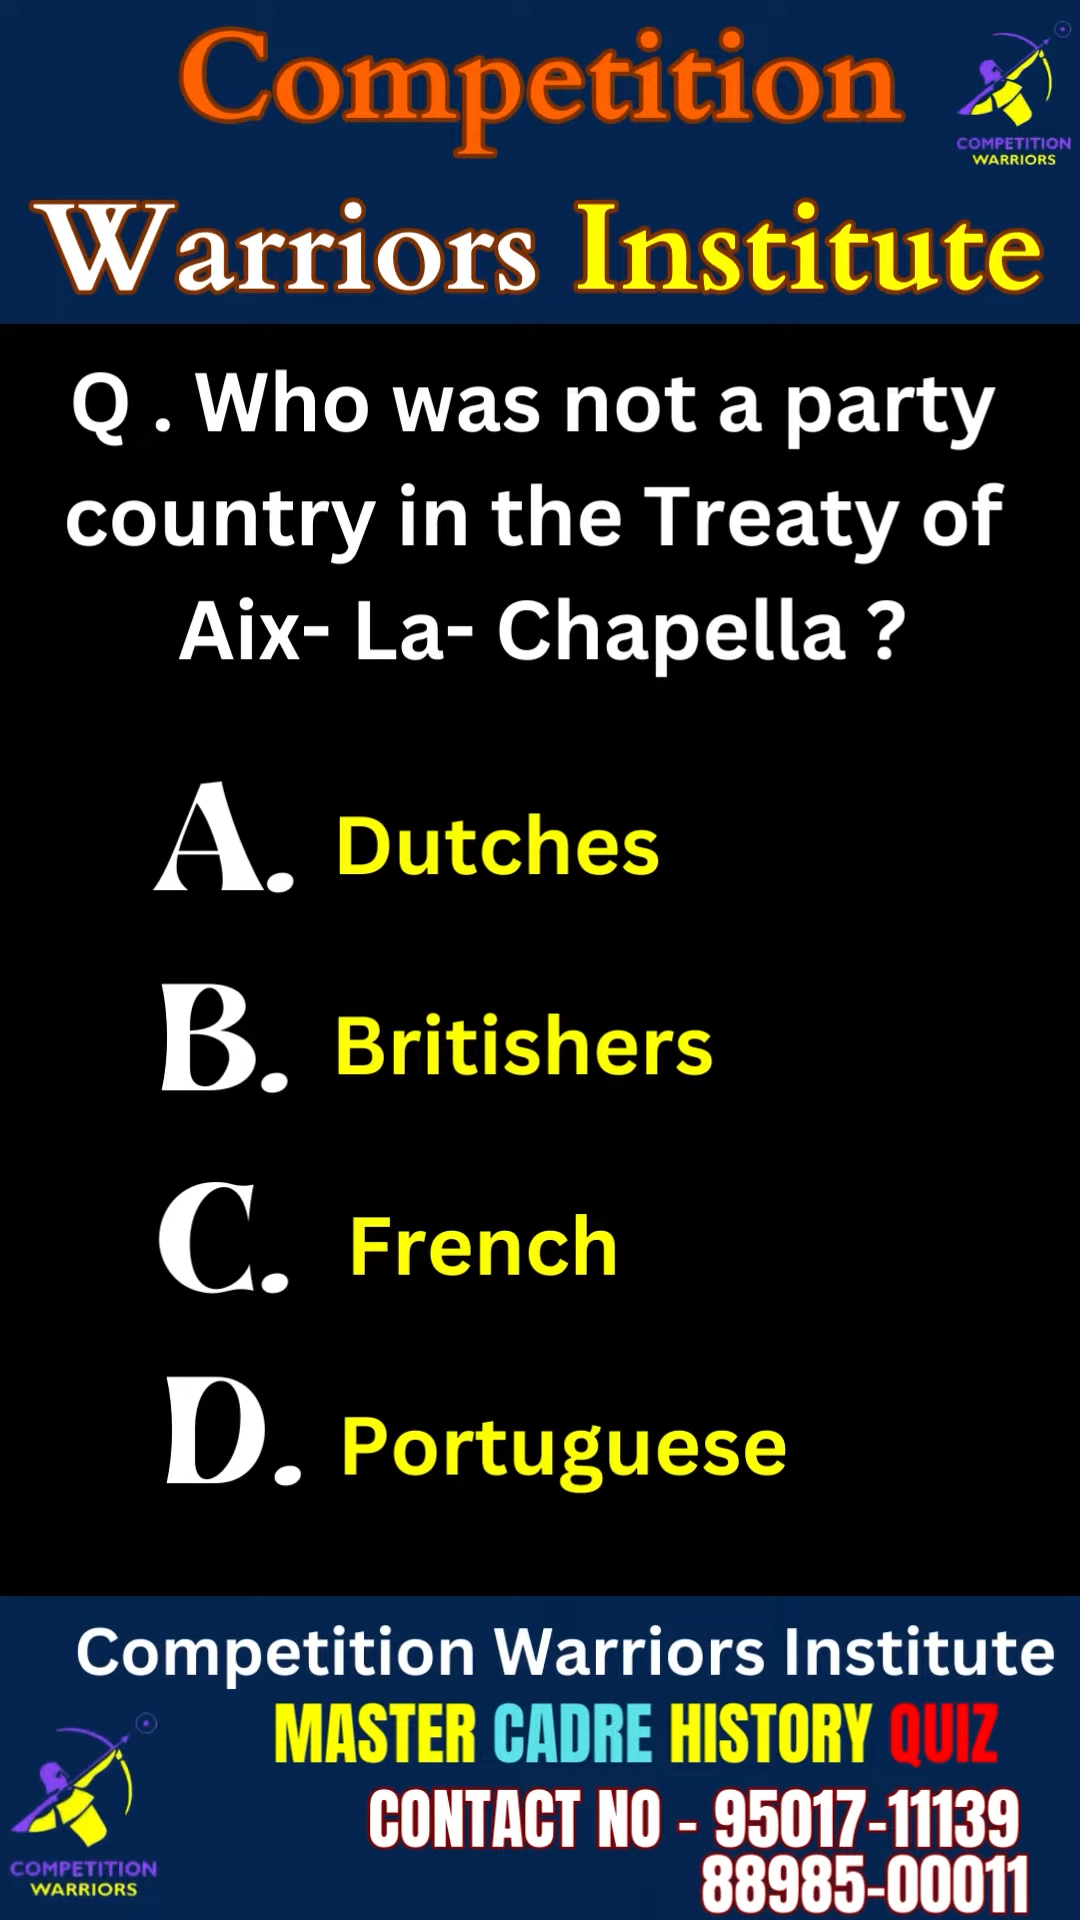 Competition
COMPETITION
WARRIORS
Warriors Institute
Q . Who was not a party
country in the Treaty of
Aix- La- Chapella ?
A. Dutches
B. Britishers
C. French
D. Portuguese
Competition Warriors Institute
MASTER CADRE HISTORY QUIZ
CONTACT NO - 95017-11139
88985-00011
COMPETITION
WARRIORS